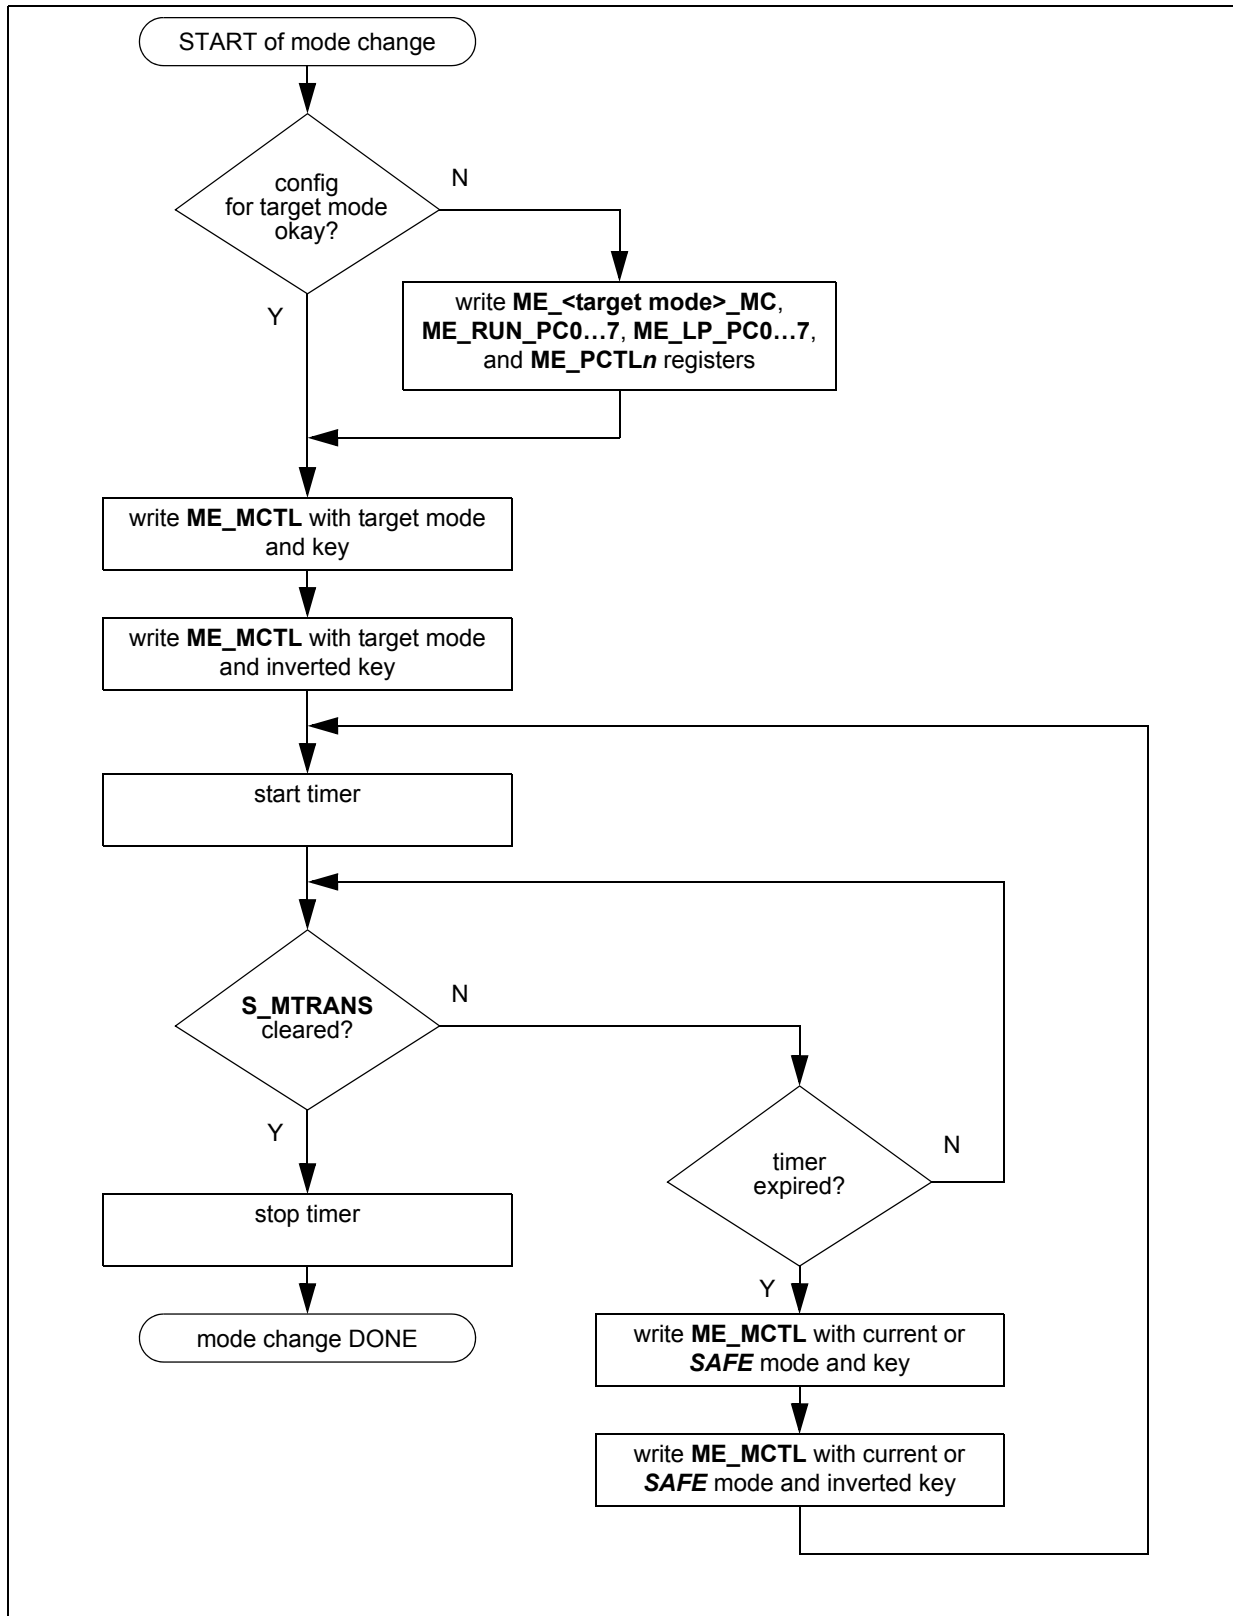 START of mode change
config
for target mode
okay?
N
Y
write ME_<target mode>_MC,
ME_RUN_PC0…7, ME_LP_PC0…7,
and ME_PCTLn registers
write ME_MCTL with target mode
and key
write ME_MCTL with target mode
and inverted key
start timer
S_MTRANS
cleared?
N
Y
timer
expired?
N
Y
stop timer
mode change DONE
write ME_MCTL with current or
SAFE mode and key
write ME_MCTL with current or
SAFE mode and inverted key